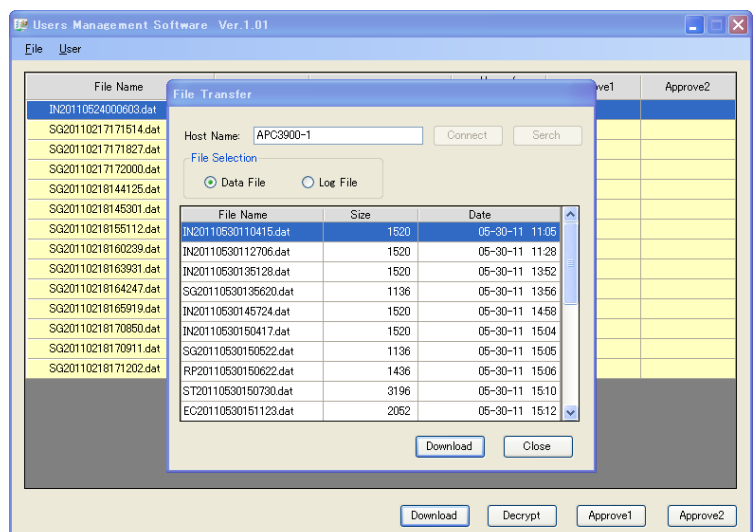 Users Management Software Ver.1.01
File User
File Name
Approve2
IN20110524000603.dat
SG20110217171514.dat
SG20110217171827.dat
SG20110217172000.dat
SG20110218144125.dat
SG20110218145301.dat
SG20110218155112.dat
SG20110218160239.dat
SG20110218163931.dat
SG20110218164247.dat
SG20110218165919.dat
SG20110218170850.dat
SG20110218170911.dat
SG20110218171202.dat
File Transfer
Host Name: APC3900-1 Connect Serch
File Selection
Data File Log File
File Name Size Date
IN20110530110415.dat 1520 05-30-11 11:05
IN20110530112706.dat 1520 05-30-11 11:28
IN20110530135128.dat 1520 05-30-11 13:52
SG20110530135620.dat 1136 05-30-11 13:56
IN20110530145724.dat 1520 05-30-11 14:58
IN20110530150417.dat 1520 05-30-11 15:04
SG20110530150522.dat 1136 05-30-11 15:05
RP20110530150622.dat 1436 05-30-11 15:06
ST20110530150730.dat 3196 05-30-11 15:10
EC20110530151123.dat 2052 05-30-11 15:12
Download Close
Download Decrypt Approve1 Approve2